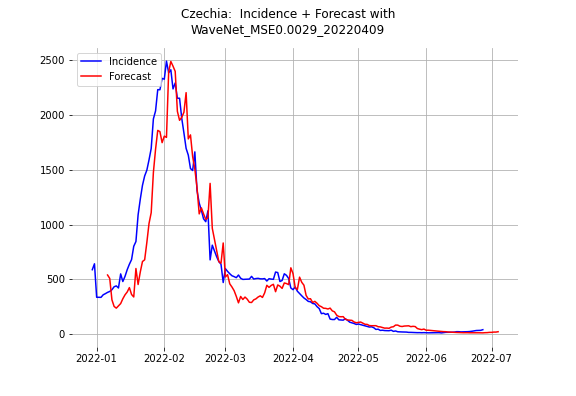 Czechia:  Incidence + Forecast with
WaveNet_MSE0.0029_20220409
Incidence
Forecast
2500
2000
1500
1000
500
0
2022-01 2022-02 2022-03 2022-04 2022-05 2022-06 2022-07